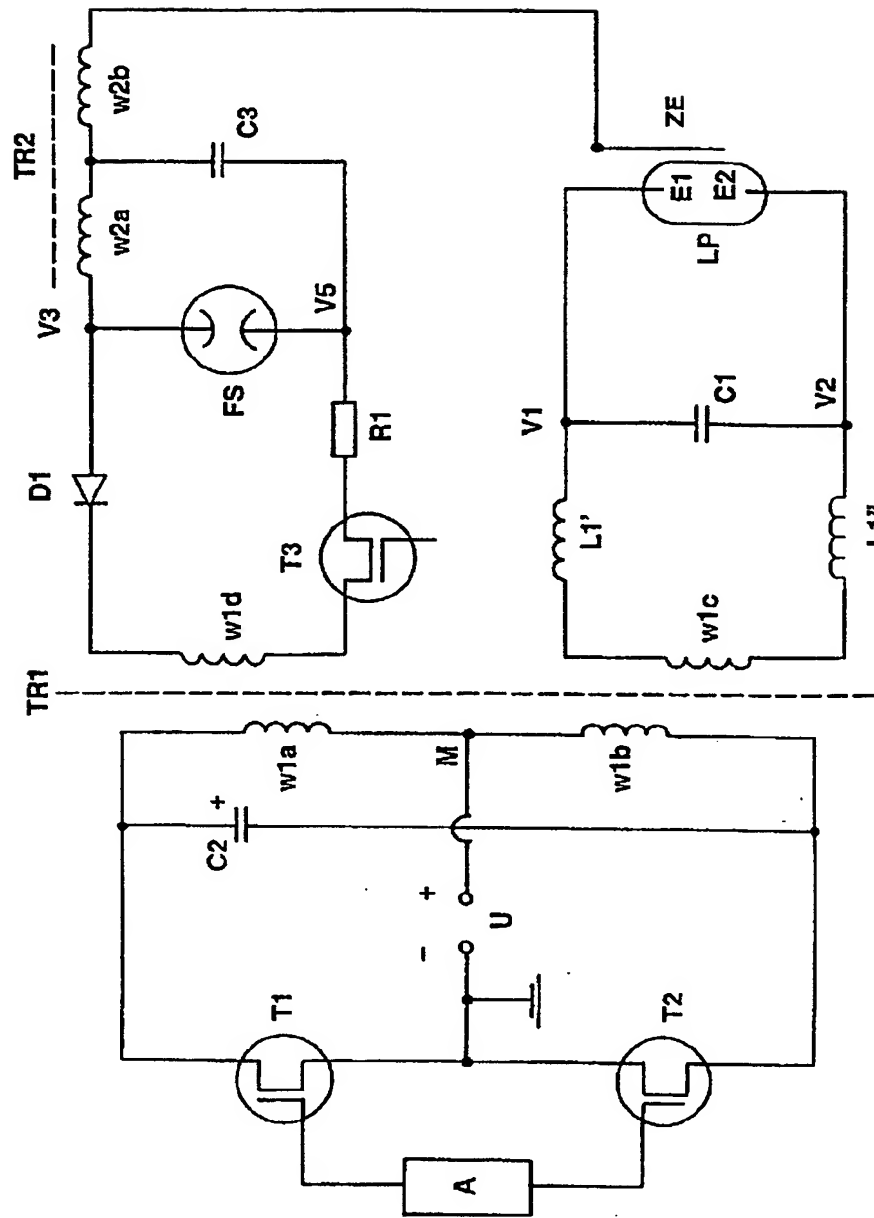 TR1
TR2
D1
V3
w2a
w2b
C3
FS
V5
w1d
T3
R1
C2
+
w1a
M
w1b
−
+
U
T1
T2
A
V1
L1'
w1c
C1
V2
L1"
E1
E2
LP
ZE